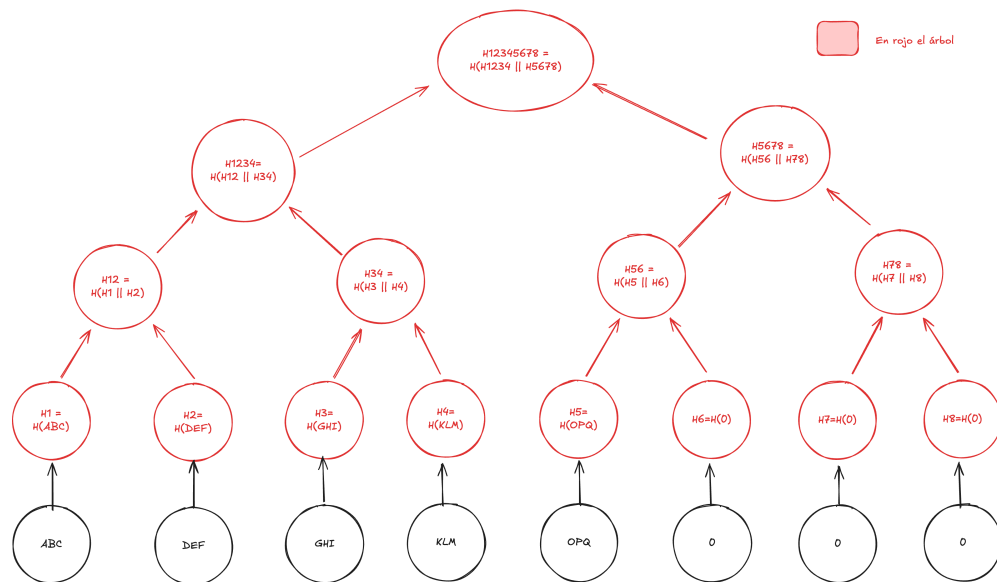 H12345678 =
H(H1234 || H5678)
En rojo el árbol
H1234=
H(H12 || H34)
H5678 =
H(H56 || H78)
H12 =
H(H1 || H2)
H34 =
H(H3 || H4)
H56 =
H(H5 || H6)
H78 =
H(H7 || H8)
H1 =
H(ABC)
H2=
H(DEF)
H3=
H(GHI)
H4=
H(KLM)
H5=
H(OPQ)
H6=H(0)
H7=H(0)
H8=H(0)
ABC
DEF
GHI
KLM
OPQ
0
0
0